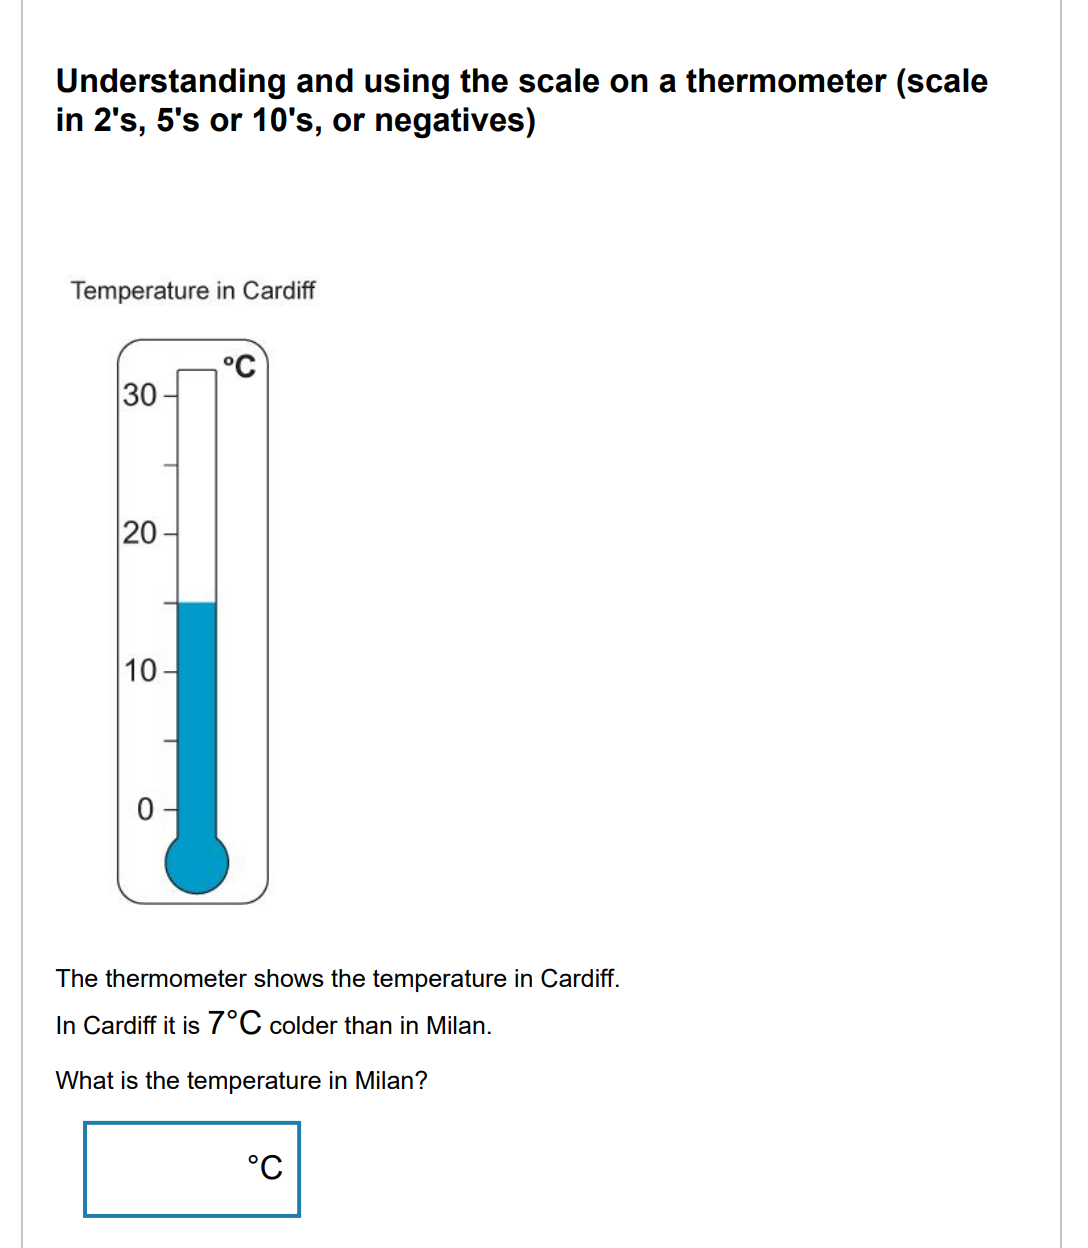 Understanding and using the scale on a thermometer (scale
in 2's, 5's or 10's, or negatives)
Temperature in Cardiff
°C
30
20
10
0
The thermometer shows the temperature in Cardiff.
In Cardiff it is 7°C colder than in Milan.
What is the temperature in Milan?
°C